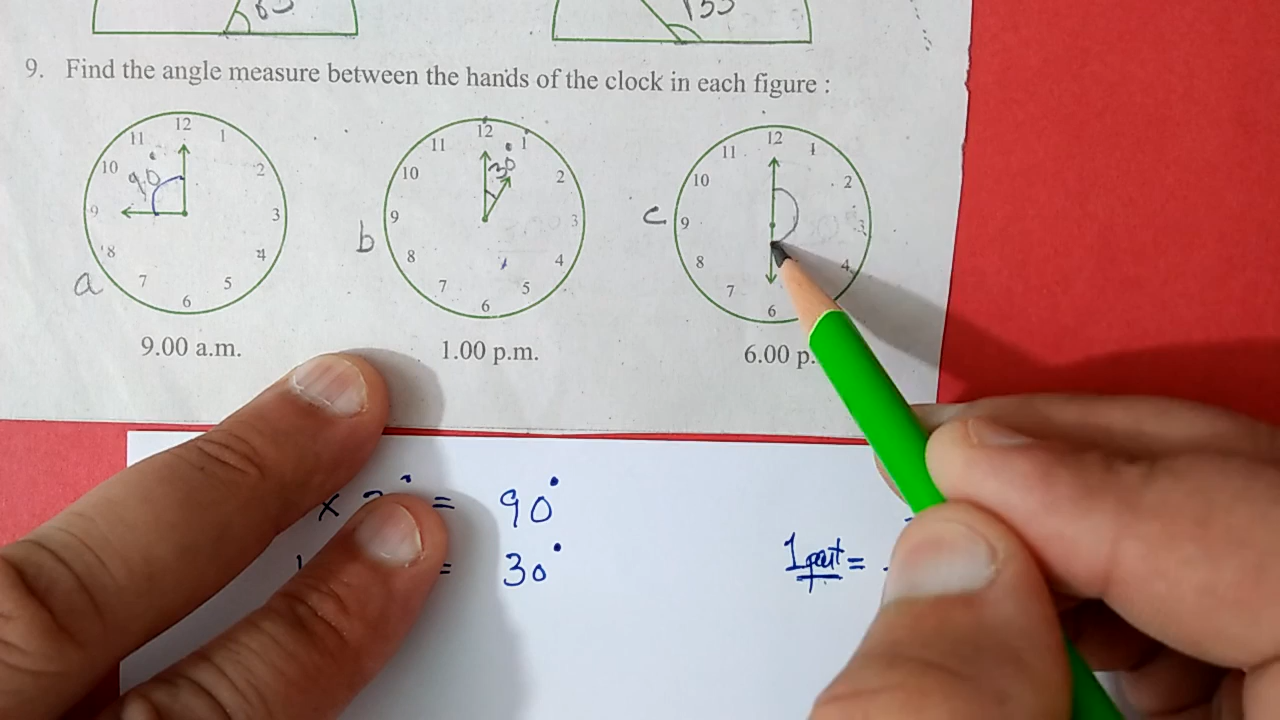 65
155
9. Find the angle measure between the hands of the clock in each figure :
12 1 2 3 4 5 6 7 8 9 10 11
90°
a
9.00 a.m.
12 1 2 3 4 5 6 7 8 9 10 11
30
b
1.00 p.m.
12 1 2 3 4 6 7 8 9 10 11
c
6.00 p.
x = 90°
= 30°
1 part =